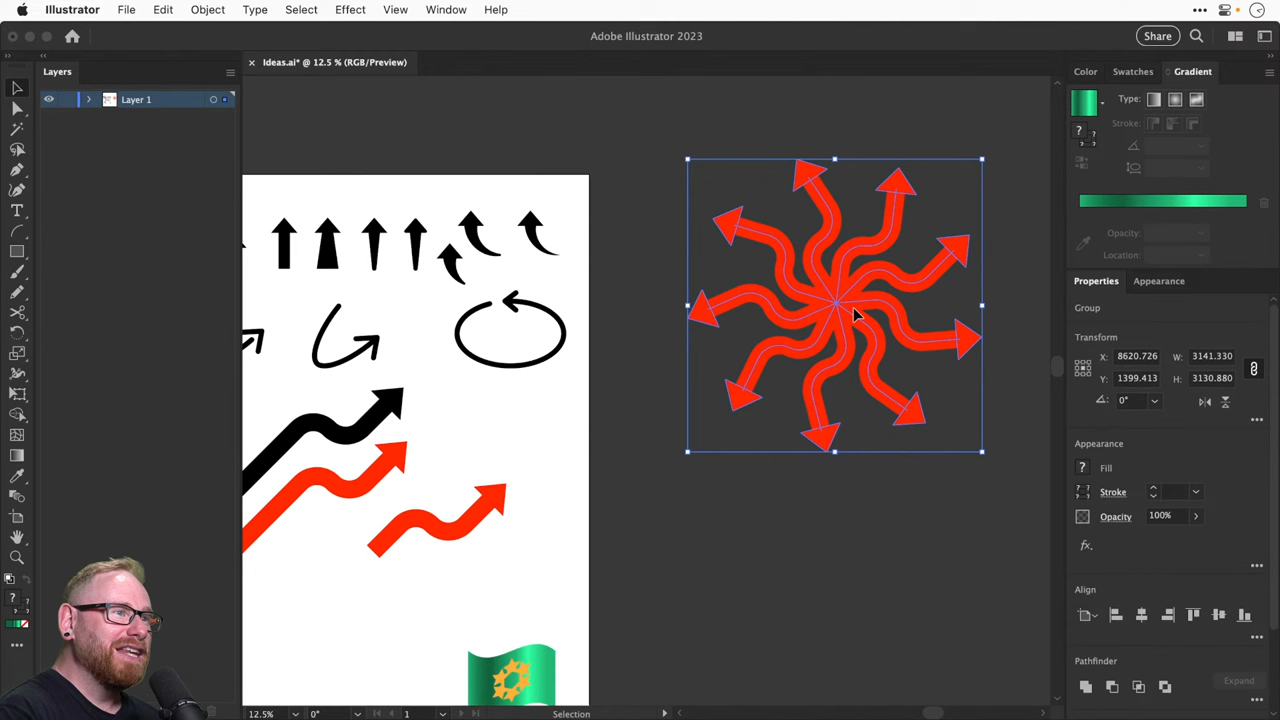 Illustrator File Edit Object Type Select Effect View Window Help
Adobe Illustrator 2023
Share
Layers
× Ideas.ai* @ 12.5 % (RGB/Preview)
Color Swatches Gradient
Layer 1
Type:
Stroke:
Opacity:
Location:
Properties Appearance
Group
Transform
X: 8620.726 W: 3141.330
Y: 1399.413 H: 3130.880
0°
Appearance
? Fill
Stroke
Opacity 100%
fx.
Align
Pathfinder
Expand
12.5% 0° 1 Selection